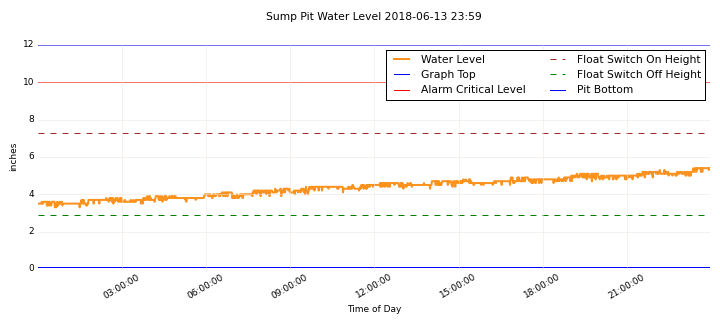 Sump Pit Water Level 2018-06-13 23:59
12
10
8
6
4
2
0
inches
Water Level
Graph Top
Alarm Critical Level
Float Switch On Height
Float Switch Off Height
Pit Bottom
03:00:00
06:00:00
09:00:00
12:00:00
15:00:00
18:00:00
21:00:00
Time of Day